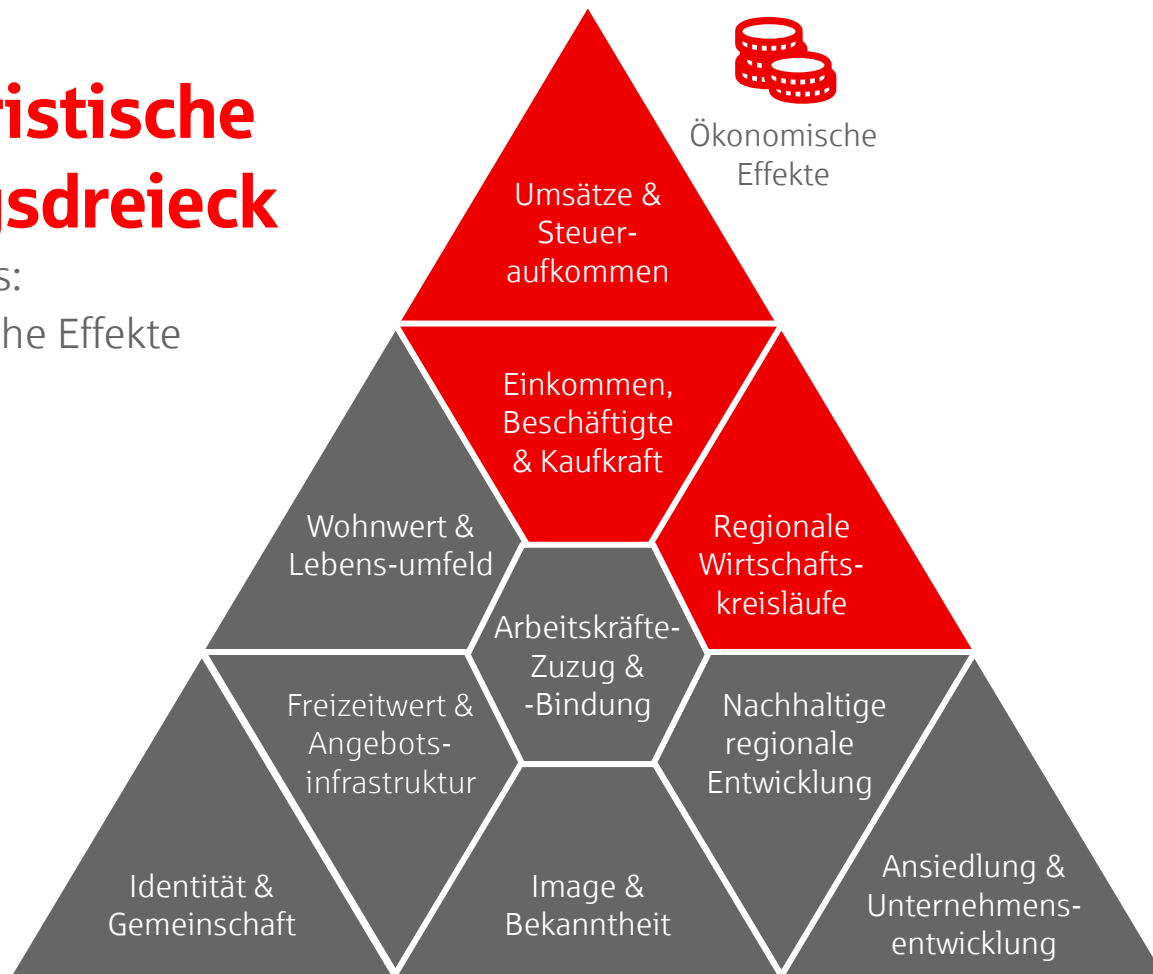 ristische
gsdreieck
s:
he Effekte
Ökonomische
Effekte
Umsätze &
Steuer-
aufkommen
Einkommen,
Beschäftigte
& Kaufkraft
Wohnwert &
Lebens-umfeld
Regionale
Wirtschafts-
kreisläufe
Arbeitskräfte-
Zuzug &
-Bindung
Freizeitwert &
Angebots-
infrastruktur
Nachhaltige
regionale
Entwicklung
Identität &
Gemeinschaft
Image &
Bekanntheit
Ansiedlung &
Unternehmens-
entwicklung